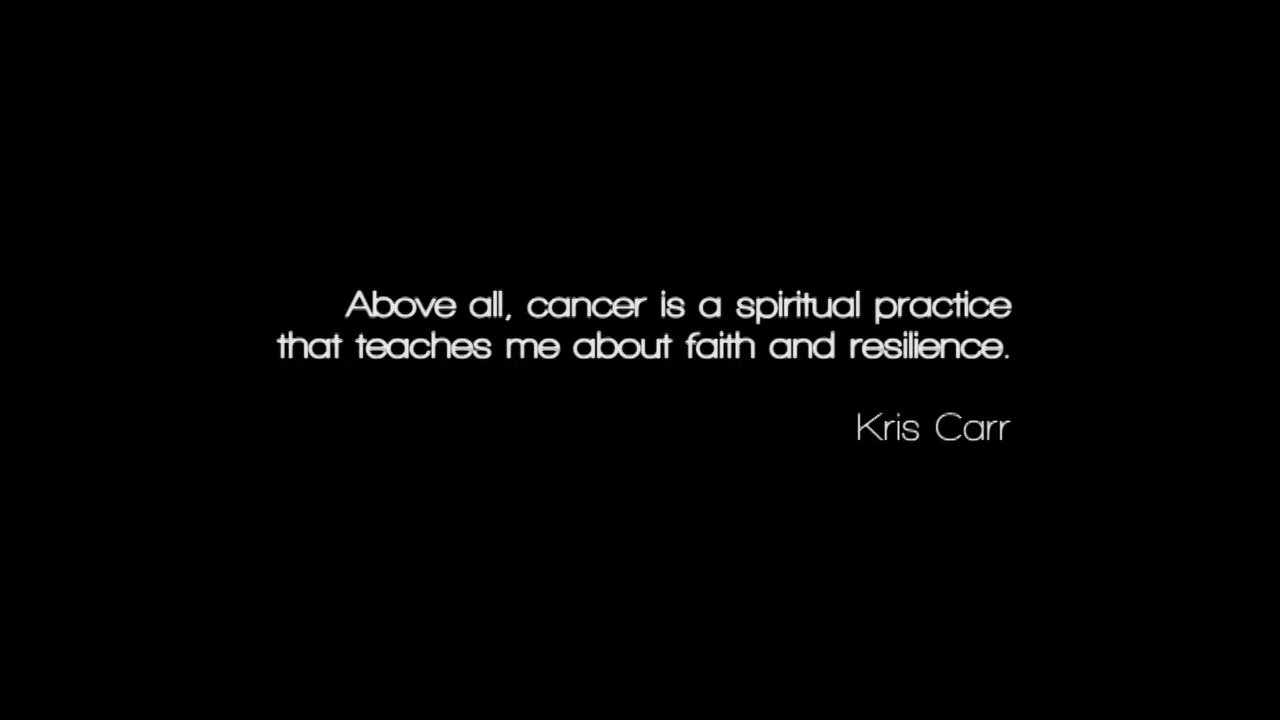 Above all, cancer is a spiritual practice
that teaches me about faith and resilience.
Kris Carr